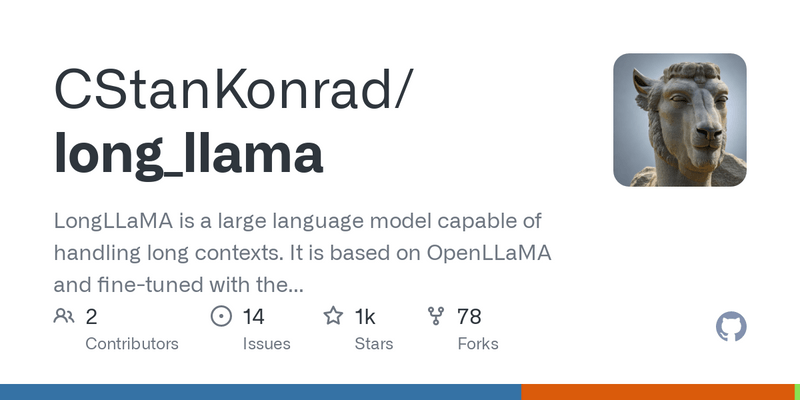 CStanKonrad/
long_llama
LongLLaMA is a large language model capable of
handling long contexts. It is based on OpenLLaMA
and fine-tuned with the...
2
Contributors
14
Issues
1k
Stars
78
Forks